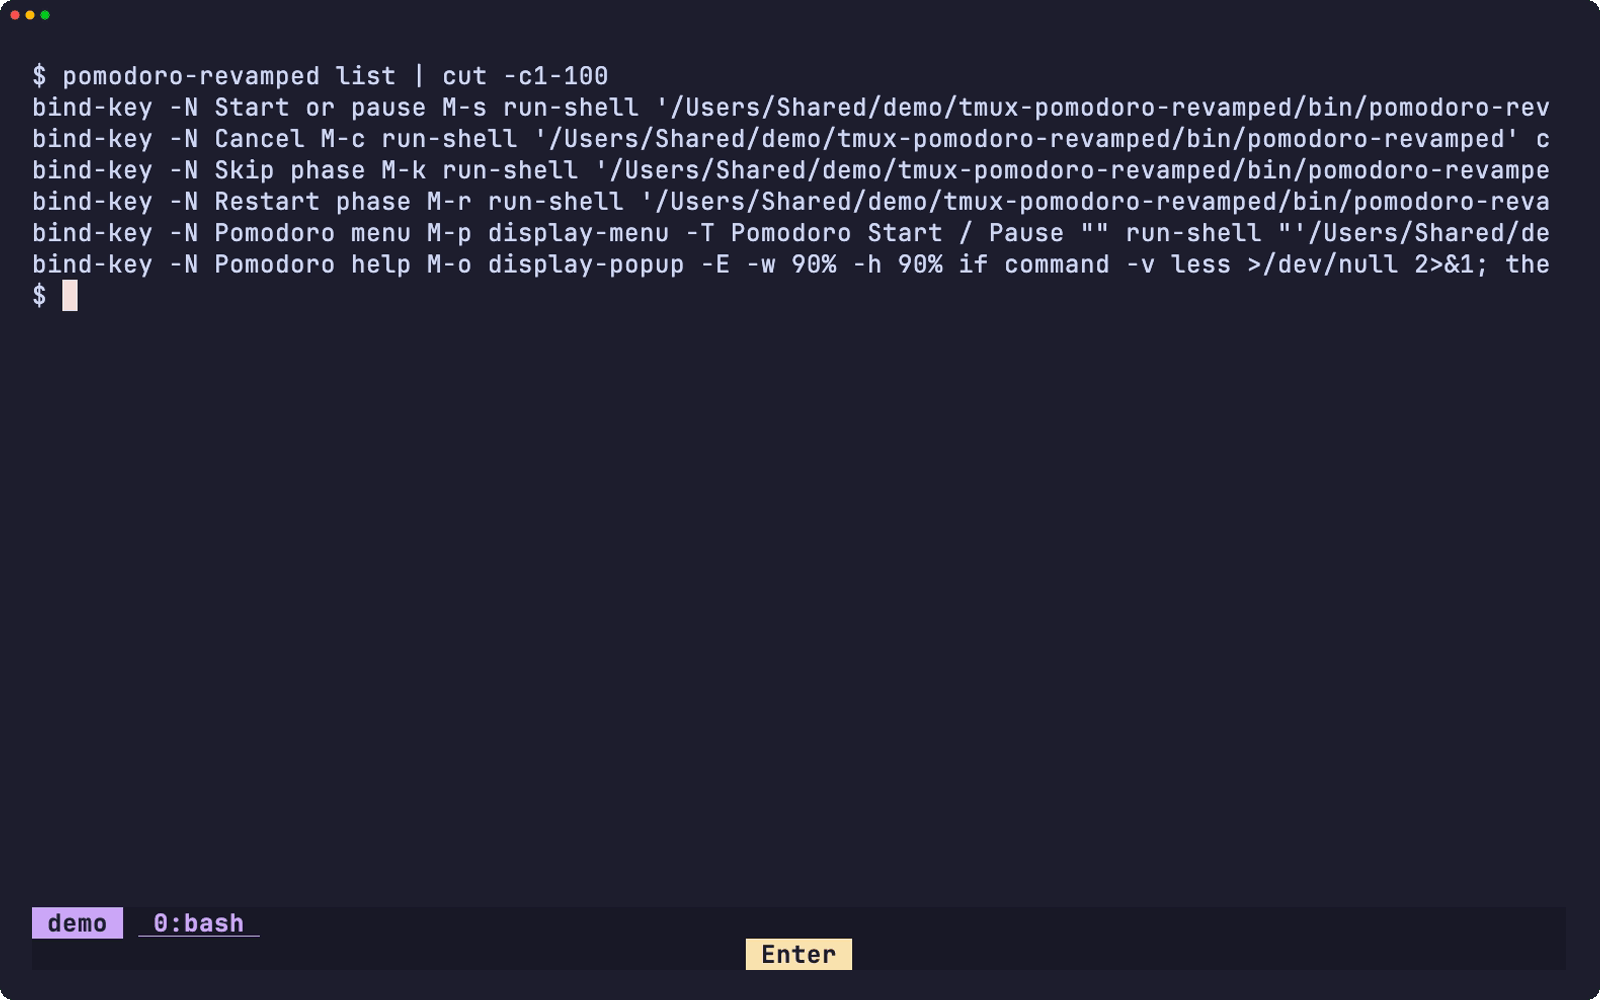 $ pomodoro-revamped list | cut -c1-100
bind-key -N Start or pause M-s run-shell '/Users/Shared/demo/tmux-pomodoro-revamped/bin/pomodoro-rev
bind-key -N Cancel M-c run-shell '/Users/Shared/demo/tmux-pomodoro-revamped/bin/pomodoro-revamped' c
bind-key -N Skip phase M-k run-shell '/Users/Shared/demo/tmux-pomodoro-revamped/bin/pomodoro-revampe
bind-key -N Restart phase M-r run-shell '/Users/Shared/demo/tmux-pomodoro-revamped/bin/pomodoro-reva
bind-key -N Pomodoro menu M-p display-menu -T Pomodoro Start / Pause "" run-shell "'/Users/Shared/de
bind-key -N Pomodoro help M-o display-popup -E -w 90% -h 90% if command -v less >/dev/null 2>&1; the
$
demo 0:bash
Enter